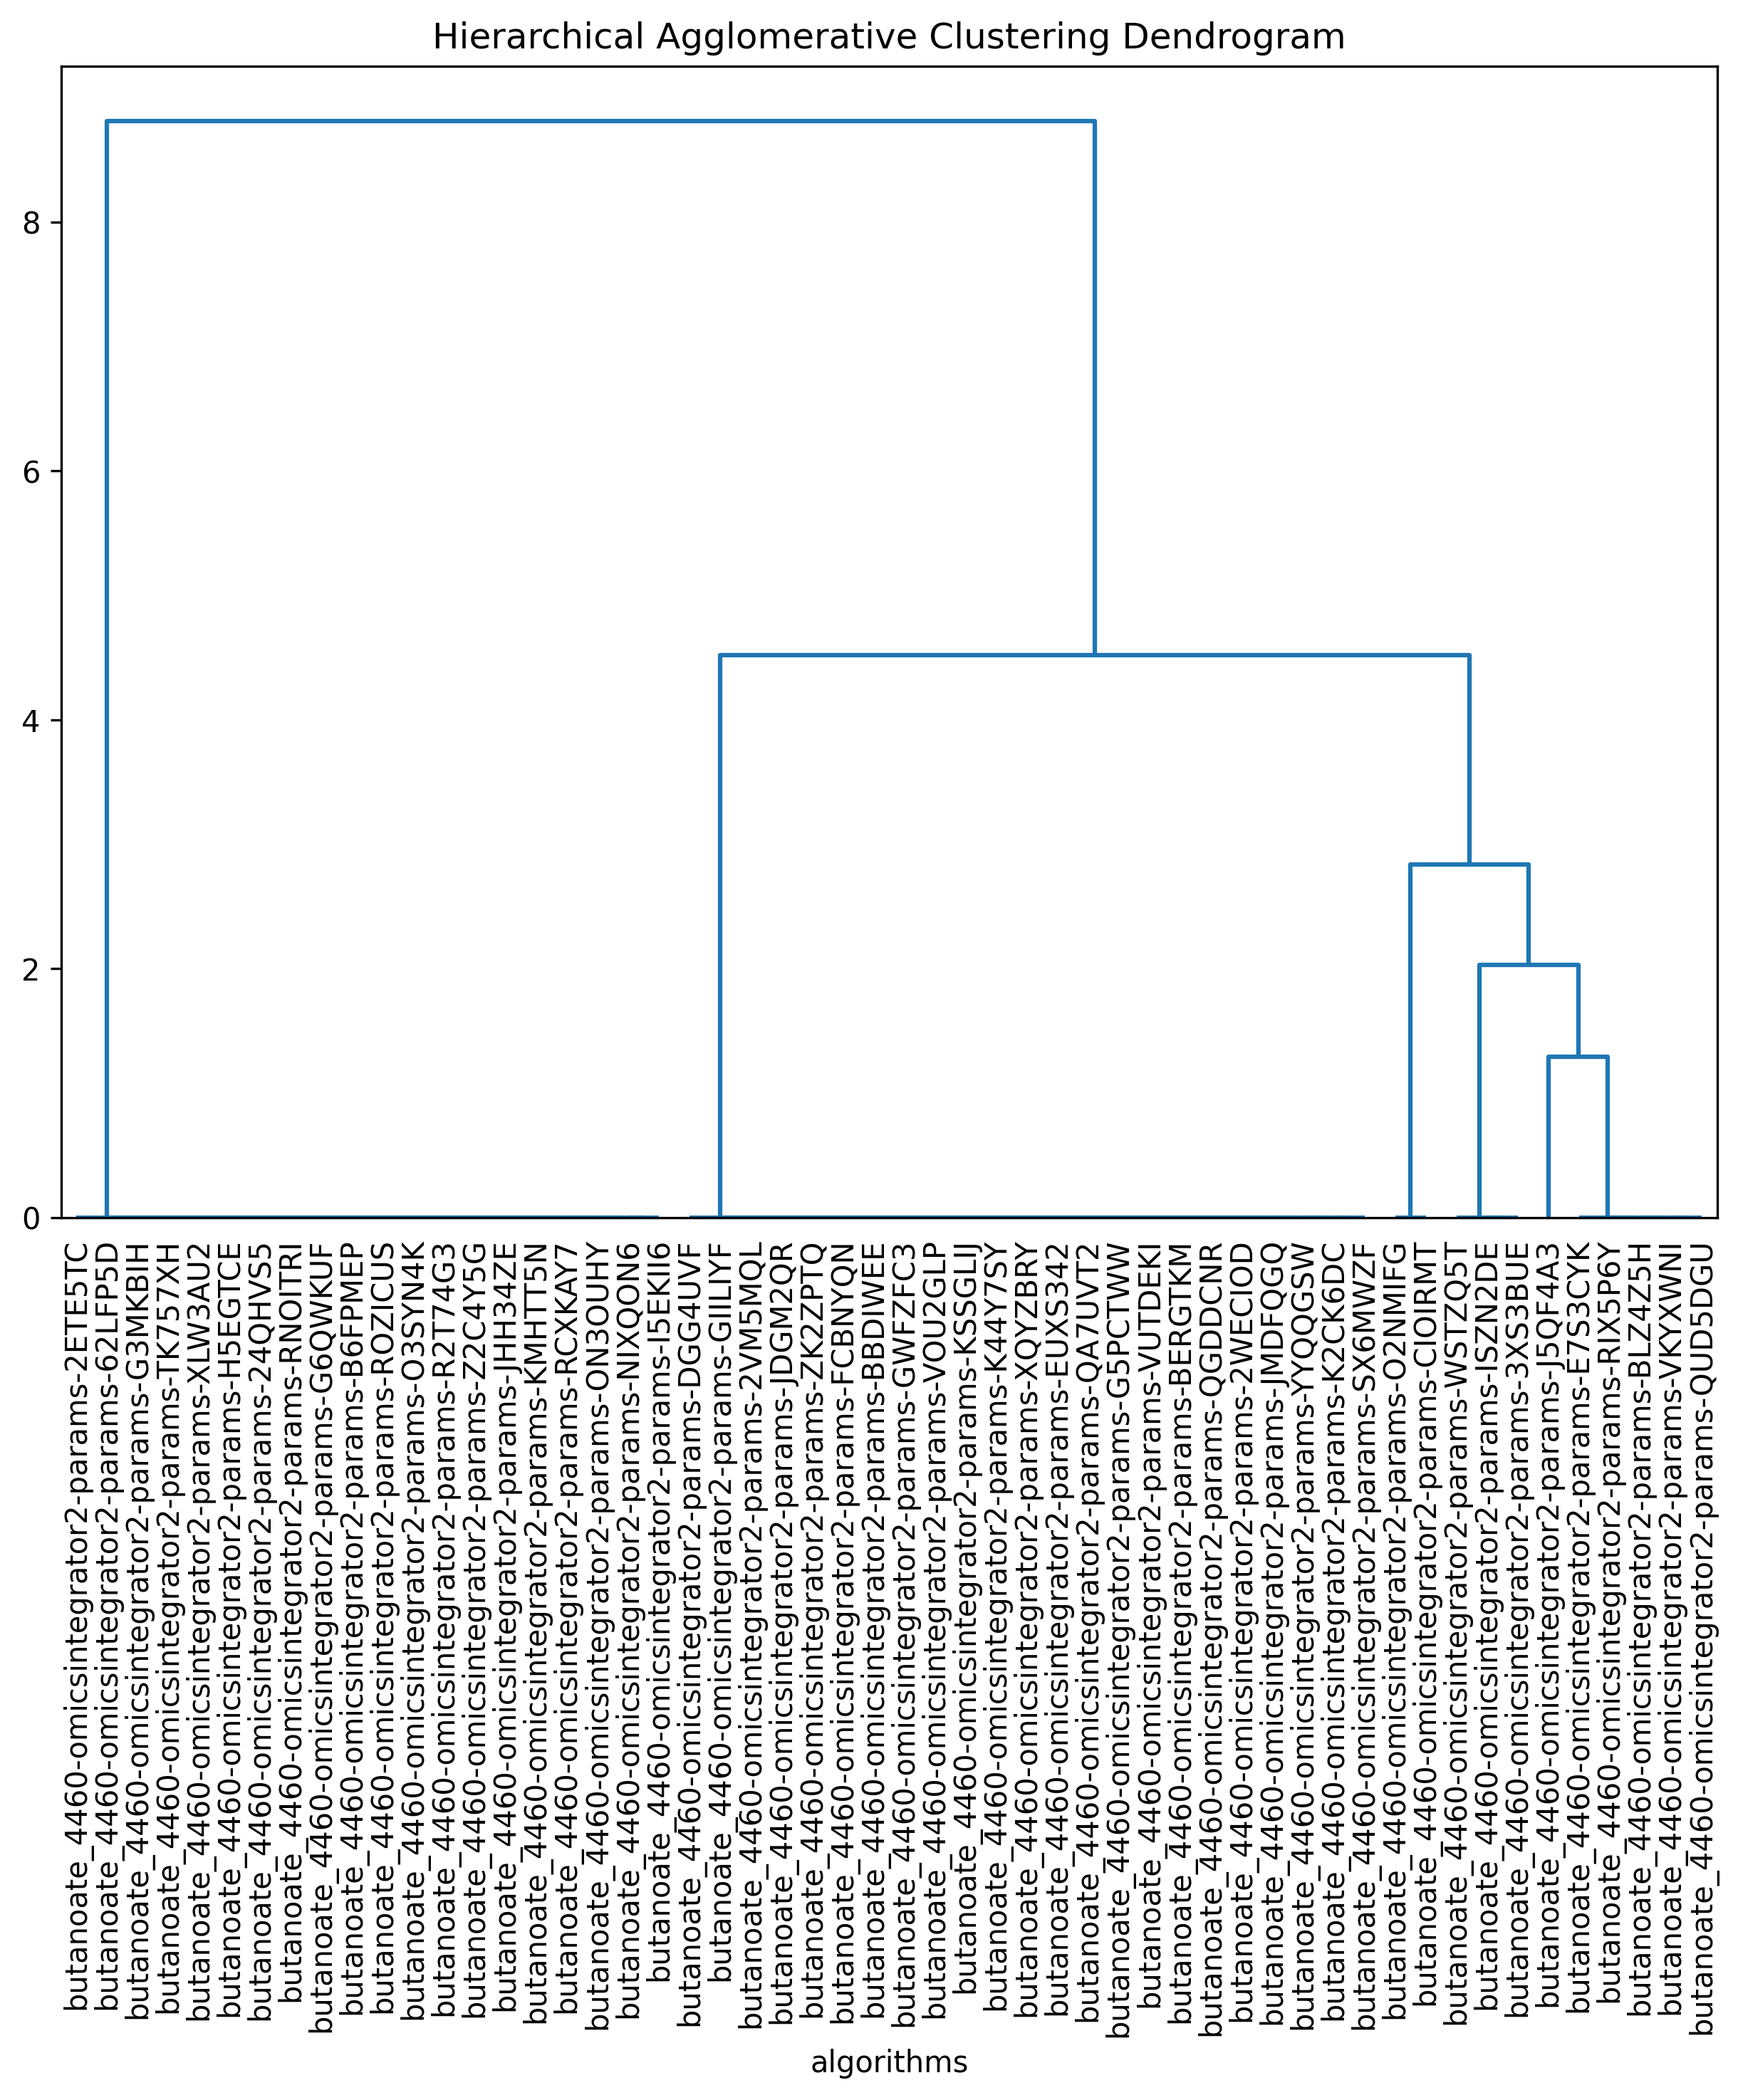 Hierarchical Agglomerative Clustering Dendrogram
8
6
4
2
0
butanoate_4460-omicsintegrator2-params-2ETE5TC
butanoate_4460-omicsintegrator2-params-62LFP5D
butanoate_4460-omicsintegrator2-params-G3MKBIH
butanoate_4460-omicsintegrator2-params-TK757XH
butanoate_4460-omicsintegrator2-params-XLW3AU2
butanoate_4460-omicsintegrator2-params-H5EGTCE
butanoate_4460-omicsintegrator2-params-24QHVS5
butanoate_4460-omicsintegrator2-params-RNOITRI
butanoate_4460-omicsintegrator2-params-G6QWKUF
butanoate_4460-omicsintegrator2-params-B6FPMEP
butanoate_4460-omicsintegrator2-params-ROZICUS
butanoate_4460-omicsintegrator2-params-O3SYN4K
butanoate_4460-omicsintegrator2-params-R2T74G3
butanoate_4460-omicsintegrator2-params-Z2C4Y5G
butanoate_4460-omicsintegrator2-params-JHH34ZE
butanoate_4460-omicsintegrator2-params-KMHTT5N
butanoate_4460-omicsintegrator2-params-RCXKAY7
butanoate_4460-omicsintegrator2-params-ON3OUHY
butanoate_4460-omicsintegrator2-params-NIXQON6
butanoate_4460-omicsintegrator2-params-I5EKII6
butanoate_4460-omicsintegrator2-params-DGG4UVF
butanoate_4460-omicsintegrator2-params-GIILIYF
butanoate_4460-omicsintegrator2-params-2VM5MQL
butanoate_4460-omicsintegrator2-params-JDGM2QR
butanoate_4460-omicsintegrator2-params-ZK2ZPTQ
butanoate_4460-omicsintegrator2-params-FCBNYQN
butanoate_4460-omicsintegrator2-params-BBDIWEE
butanoate_4460-omicsintegrator2-params-GWFZFC3
butanoate_4460-omicsintegrator2-params-VOU2GLP
butanoate_4460-omicsintegrator2-params-KSSGLIJ
butanoate_4460-omicsintegrator2-params-K44Y7SY
butanoate_4460-omicsintegrator2-params-XQYZBRY
butanoate_4460-omicsintegrator2-params-EUXS342
butanoate_4460-omicsintegrator2-params-QA7UVT2
butanoate_4460-omicsintegrator2-params-G5PCTWW
butanoate_4460-omicsintegrator2-params-VUTDEKI
butanoate_4460-omicsintegrator2-params-BERGTKM
butanoate_4460-omicsintegrator2-params-QGDDCNR
butanoate_4460-omicsintegrator2-params-2WECIOD
butanoate_4460-omicsintegrator2-params-JMDFQGQ
butanoate_4460-omicsintegrator2-params-YYQQGSW
butanoate_4460-omicsintegrator2-params-K2CK6DC
butanoate_4460-omicsintegrator2-params-SX6MWZF
butanoate_4460-omicsintegrator2-params-O2NMIFG
butanoate_4460-omicsintegrator2-params-CIOIRMT
butanoate_4460-omicsintegrator2-params-WSTZQ5T
butanoate_4460-omicsintegrator2-params-ISZN2DE
butanoate_4460-omicsintegrator2-params-3XS3BUE
butanoate_4460-omicsintegrator2-params-J5QF4A3
butanoate_4460-omicsintegrator2-params-E7S3CYK
butanoate_4460-omicsintegrator2-params-RIX5P6Y
butanoate_4460-omicsintegrator2-params-BLZ4Z5H
butanoate_4460-omicsintegrator2-params-VKYXWNI
butanoate_4460-omicsintegrator2-params-QUD5DGU
algorithms